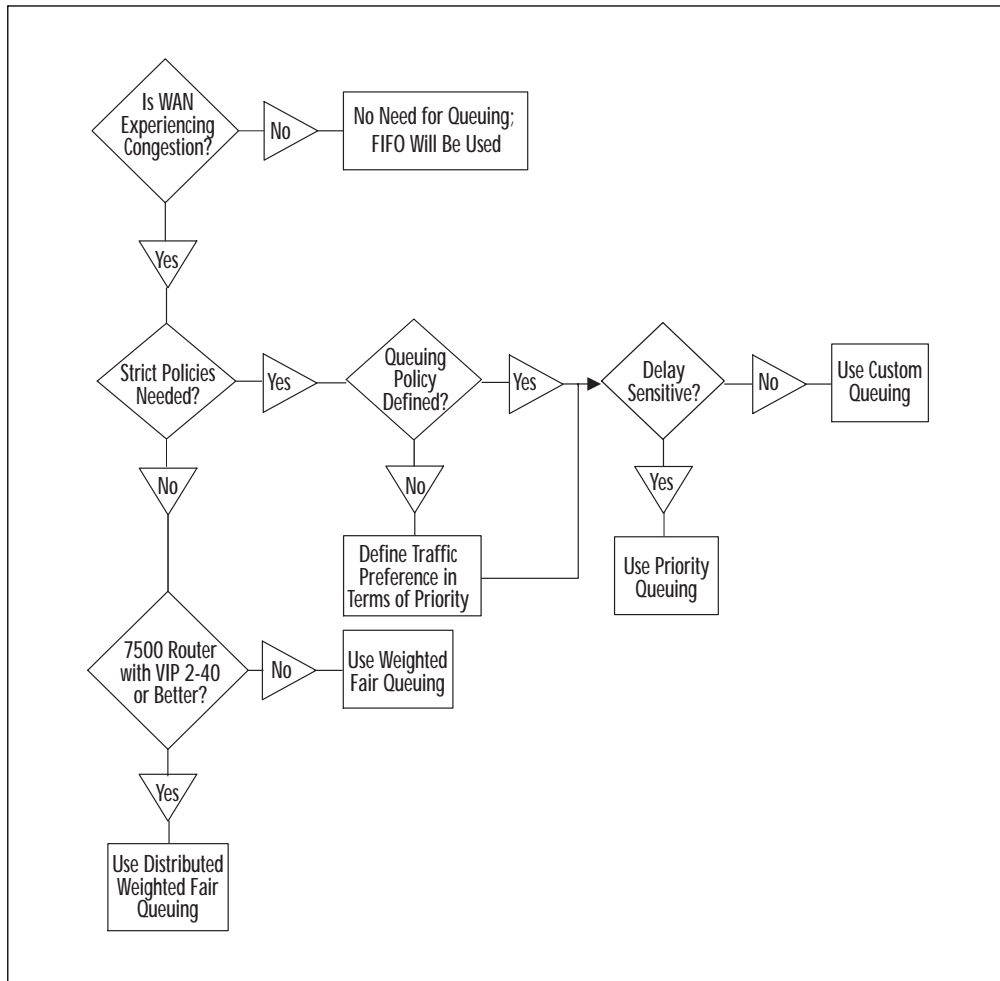 Is WAN
Experiencing
Congestion?
No
No Need for Queuing;
FIFO Will Be Used
Yes
Strict Policies
Needed?
Yes
Queuing
Policy
Defined?
Yes
Delay
Sensitive?
No
Use Custom
Queuing
No
No
Yes
Define Traffic
Preference in
Terms of Priority
Use Priority
Queuing
7500 Router
with VIP 2-40
or Better?
No
Use Weighted
Fair Queuing
Yes
Use Distributed
Weighted Fair
Queuing